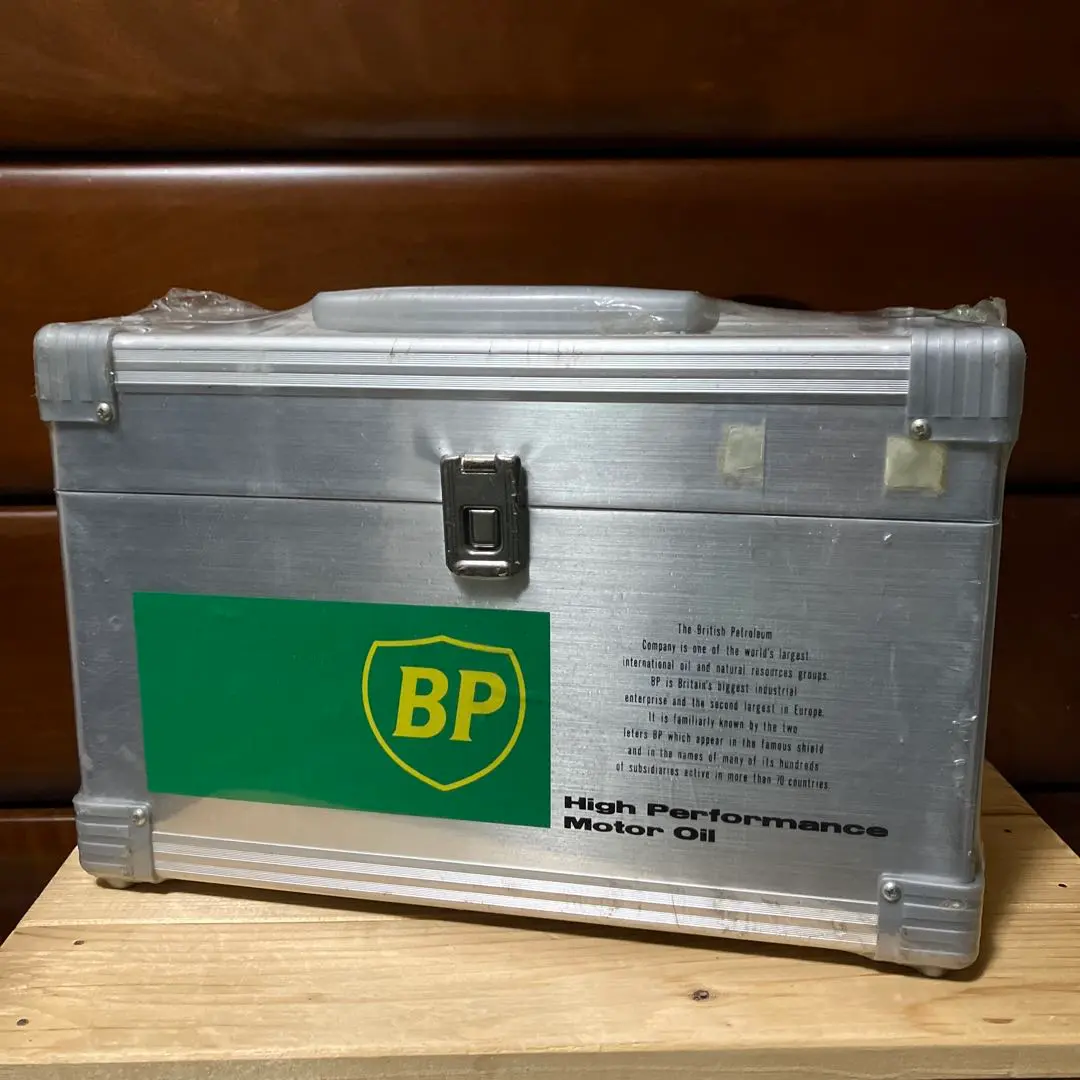 BP
The British Petroleum
Company is one of the world's largest
international oil and natural resources groups.
BP is Britain's biggest industrial
enterprise and the second largest in Europe.
It is familiarly known by the two
leters BP which appear in the famous shield
and in the names of many of its hundreds
of subsidiaries active in more than 70 countries.
High Performance
Motor Oil